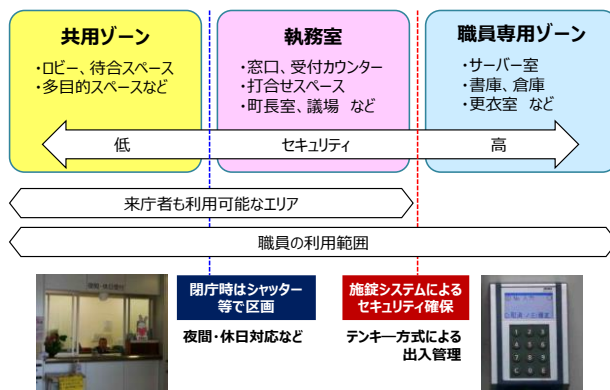 共用ゾーン
・ロビー、待合スペース
・多目的スペースなど
執務室
・窓口、受付カウンター
・打合せスペース
・町長室、議場 など
職員専用ゾーン
・サーバー室
・書庫、倉庫
・更衣室 など
低 セキュリティ 高
来庁者も利用可能なエリア
職員の利用範囲
閉庁時はシャッター
等で区画
夜間・休日対応など
施錠システムによる
セキュリティ確保
テンキー方式による
出入管理